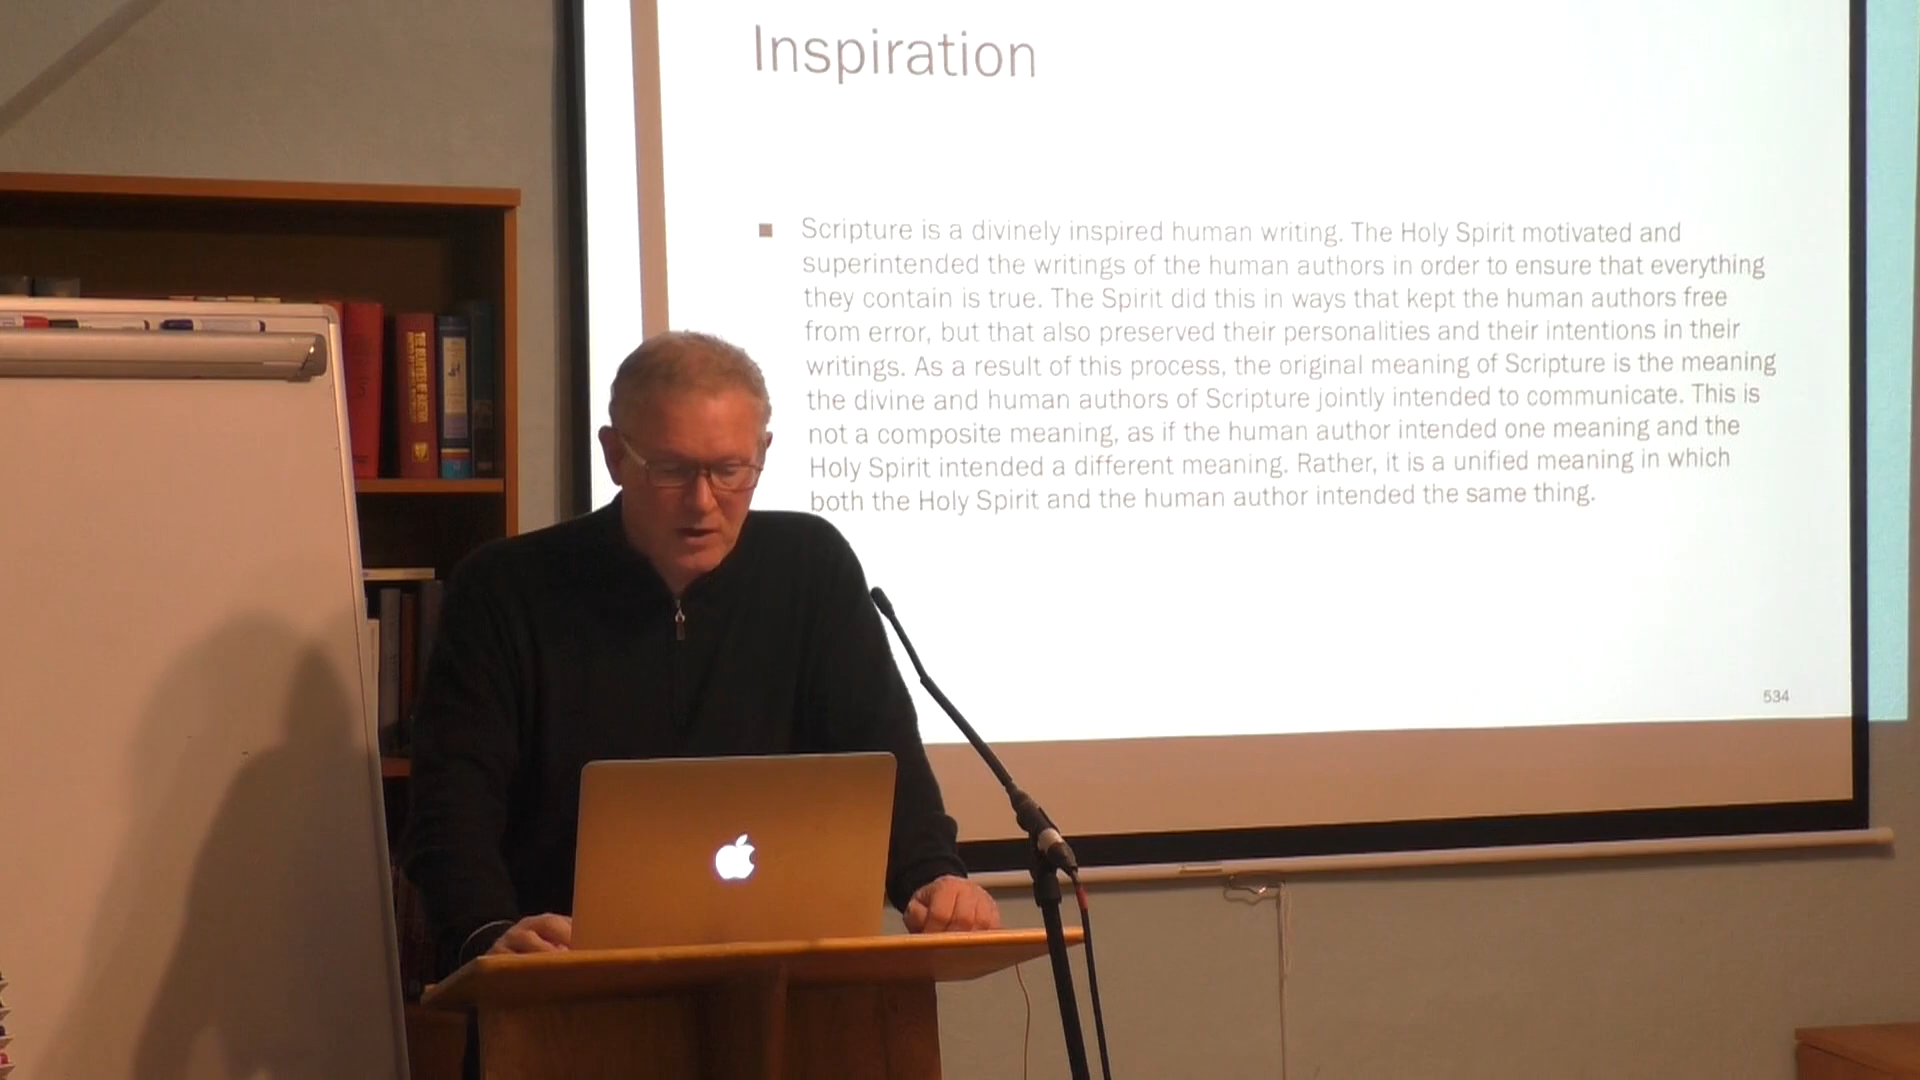 Inspiration
Scripture is a divinely inspired human writing. The Holy Spirit motivated and
superintended the writings of the human authors in order to ensure that everything
they contain is true. The Spirit did this in ways that kept the human authors free
from error, but that also preserved their personalities and their intentions in their
writings. As a result of this process, the original meaning of Scripture is the meaning
the divine and human authors of Scripture jointly intended to communicate. This is
not a composite meaning, as if the human author intended one meaning and the
Holy Spirit intended a different meaning. Rather, it is a unified meaning in which
both the Holy Spirit and the human author intended the same thing.
534